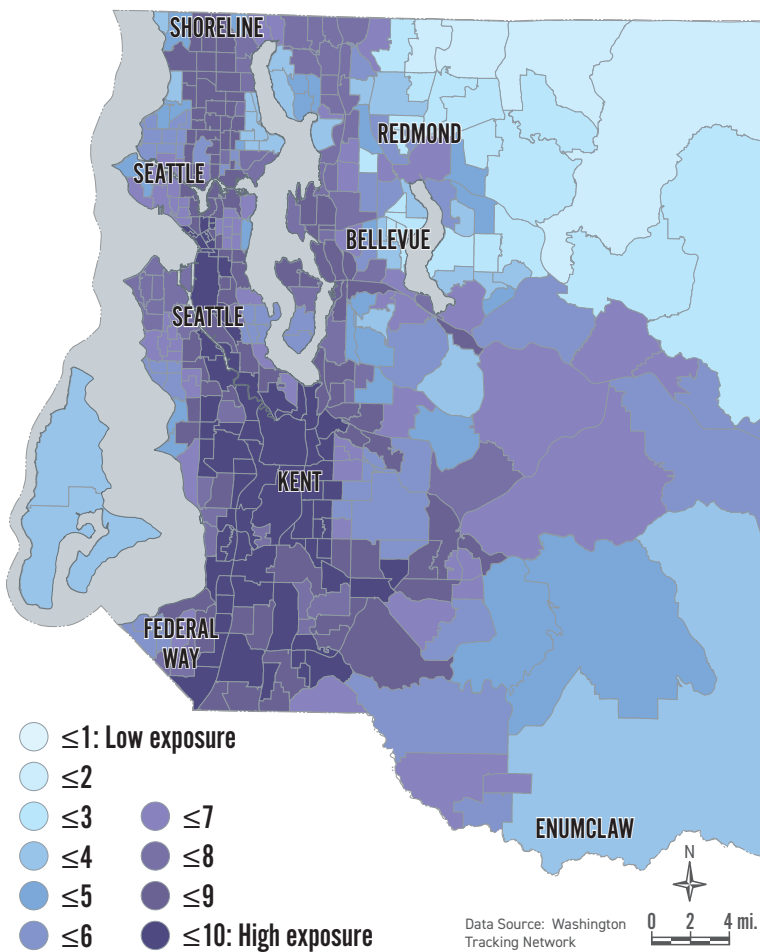 SHORELINE
REDMOND
SEATTLE
BELLEVUE
SEATTLE
KENT
FEDERAL
WAY
ENUMCLAW
≤1: Low exposure
≤2
≤3
≤4
≤5
≤6
≤7
≤8
≤9
≤10: High exposure
N
0 2 4 mi.
Data Source: Washington
Tracking Network